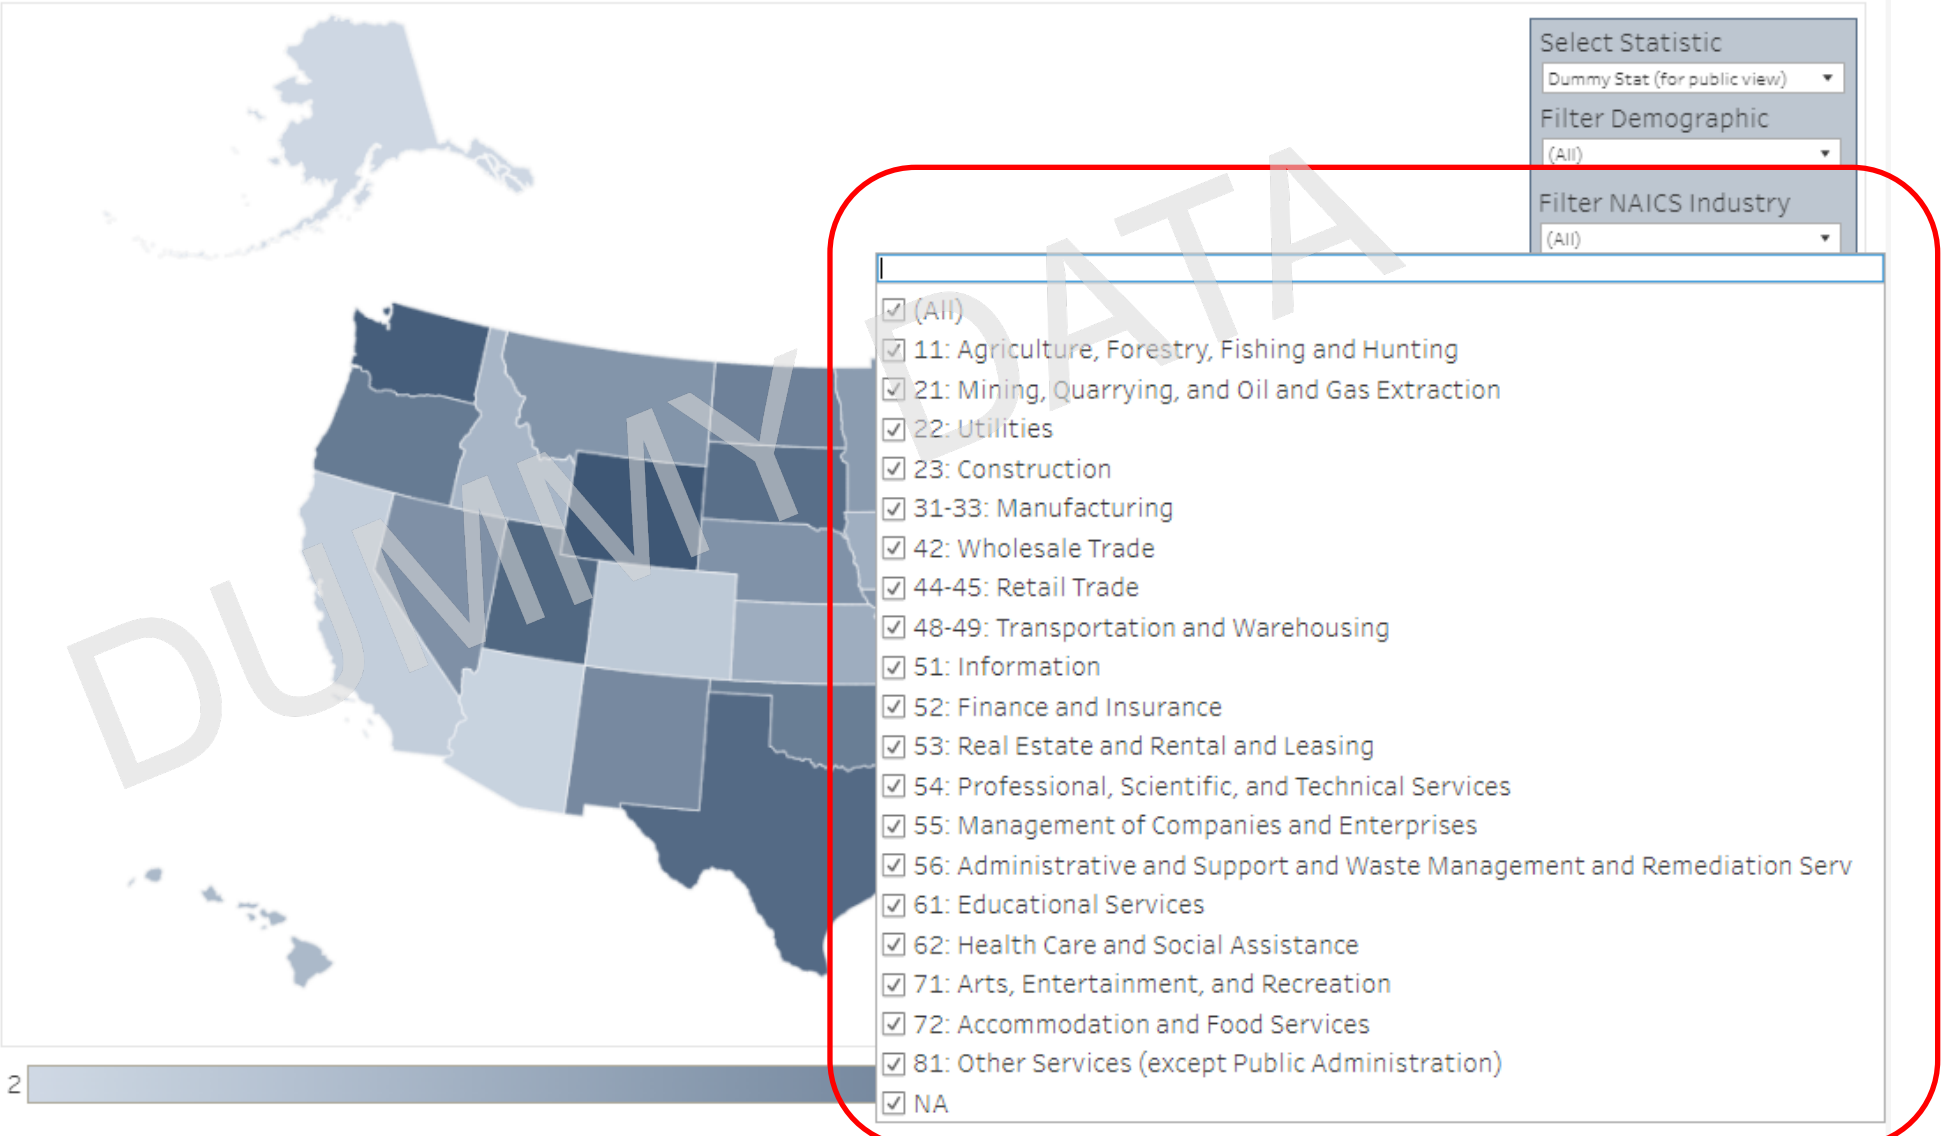 Select Statistic
Dummy Stat (for public view)
Filter Demographic
(All)
Filter NAICS Industry
(All)
(All)
11: Agriculture, Forestry, Fishing and Hunting
21: Mining, Quarrying, and Oil and Gas Extraction
22: Utilities
23: Construction
31-33: Manufacturing
42: Wholesale Trade
44-45: Retail Trade
48-49: Transportation and Warehousing
51: Information
52: Finance and Insurance
53: Real Estate and Rental and Leasing
54: Professional, Scientific, and Technical Services
55: Management of Companies and Enterprises
56: Administrative and Support and Waste Management and Remediation Serv
61: Educational Services
62: Health Care and Social Assistance
71: Arts, Entertainment, and Recreation
72: Accommodation and Food Services
81: Other Services (except Public Administration)
NA
2
DUMMY DATA